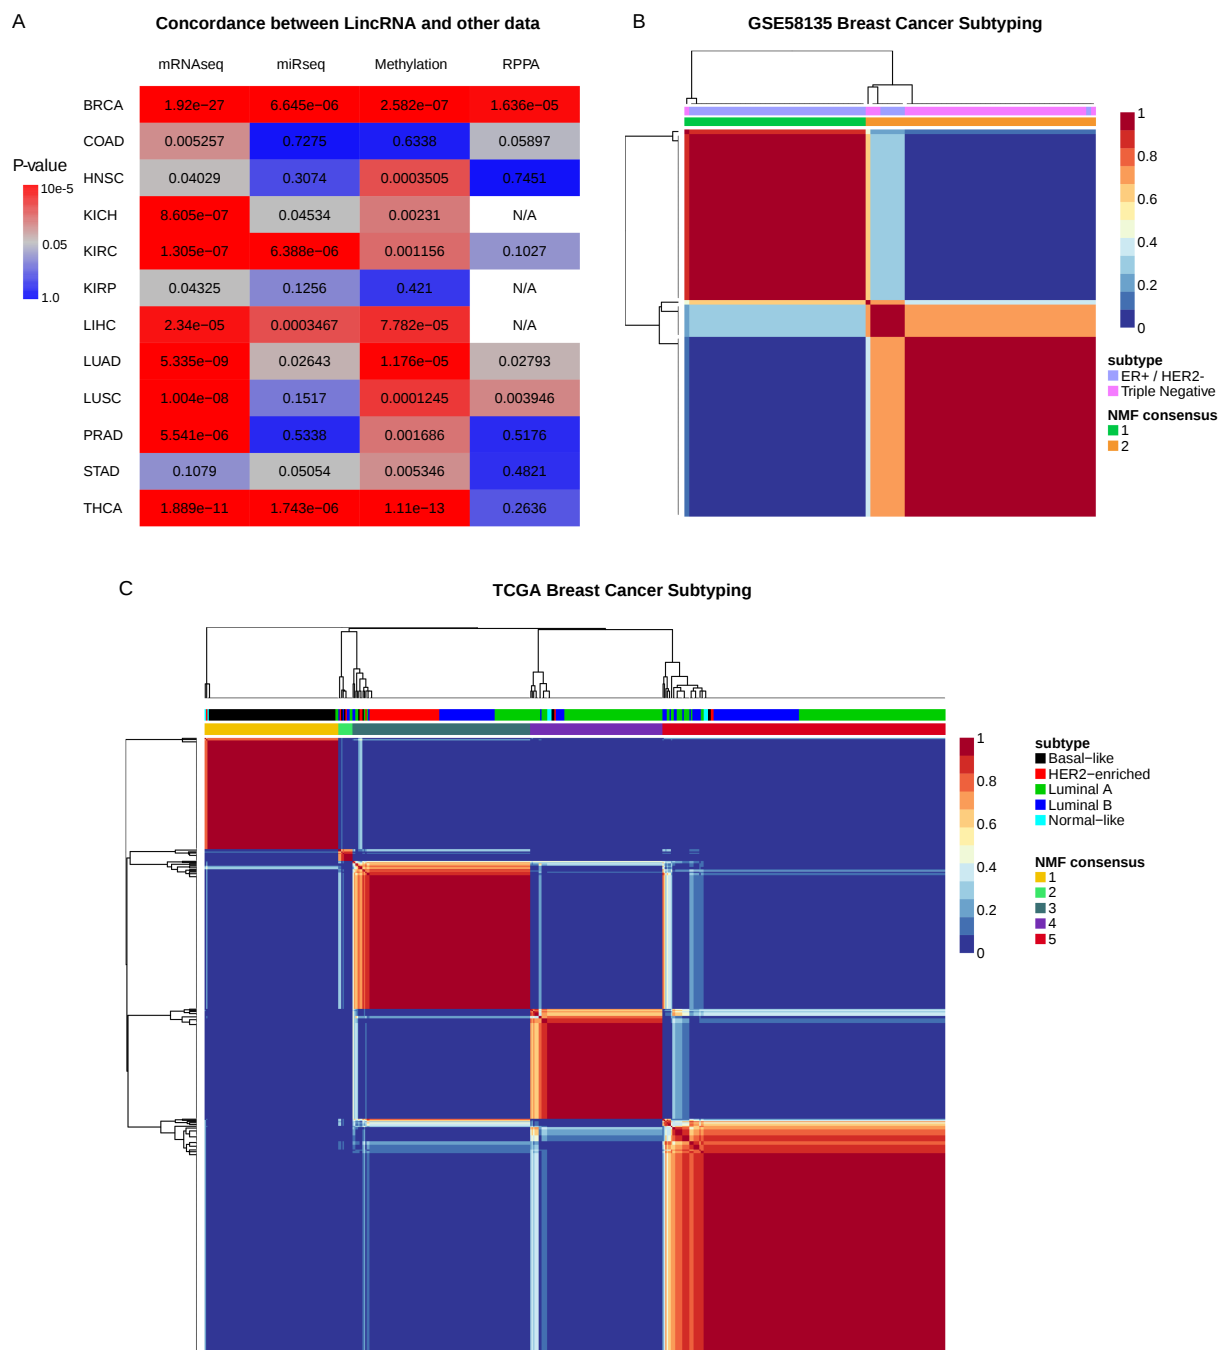 A
Concordance between LincRNA and other data
mRNAseq miRseq Methylation RPPA
BRCA 1.92e−27 6.645e−06 2.582e−07 1.636e−05
COAD 0.005257 0.7275 0.6338 0.05897
HNSC 0.04029 0.3074 0.0003505 0.7451
KICH 8.605e−07 0.04534 0.00231 N/A
KIRC 1.305e−07 6.388e−06 0.001156 0.1027
KIRP 0.04325 0.1256 0.421 N/A
LIHC 2.34e−05 0.0003467 7.782e−05 N/A
LUAD 5.335e−09 0.02643 1.176e−05 0.02793
LUSC 1.004e−08 0.1517 0.0001245 0.003946
PRAD 5.541e−06 0.5338 0.001686 0.5176
STAD 0.1079 0.05054 0.005346 0.4821
THCA 1.889e−11 1.743e−06 1.11e−13 0.2636
P-value
10e-5
0.05
1.0
B
GSE58135 Breast Cancer Subtyping
1
0.8
0.6
0.4
0.2
0
subtype
ER+ / HER2-
Triple Negative
NMF consensus
1
2
C
TCGA Breast Cancer Subtyping
1
0.8
0.6
0.4
0.2
0
subtype
Basal−like
HER2−enriched
Luminal A
Luminal B
Normal−like
NMF consensus
1
2
3
4
5